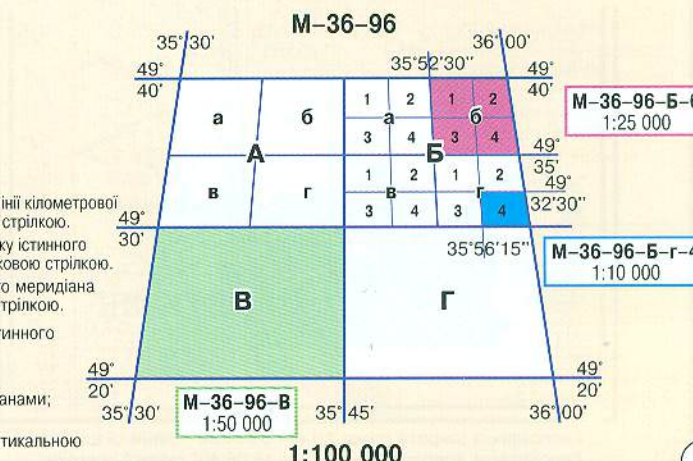 М–36–96
35° 30'
36° 00'
35°52'30"
49°
40'
49°
40'
а б
1 2 1 2
а б
3 4 3 4
М–36–96–Б–б
1:25 000
А Б
49°
35'
в г
1 2 1 2
в г
3 4 3 4
49°
32'30"
49°
30'
35°56'15"
М–36–96–Б–г–4
1:10 000
інії кілометрової
стрілкою.
ку істинного
ковою стрілкою.
го меридіана
трілкою.
тинного
анами;
тикальною
В Г
49°
20'
49°
20'
35°30'
М–36–96–В
1:50 000
35°45'
36°00'
1:100 000